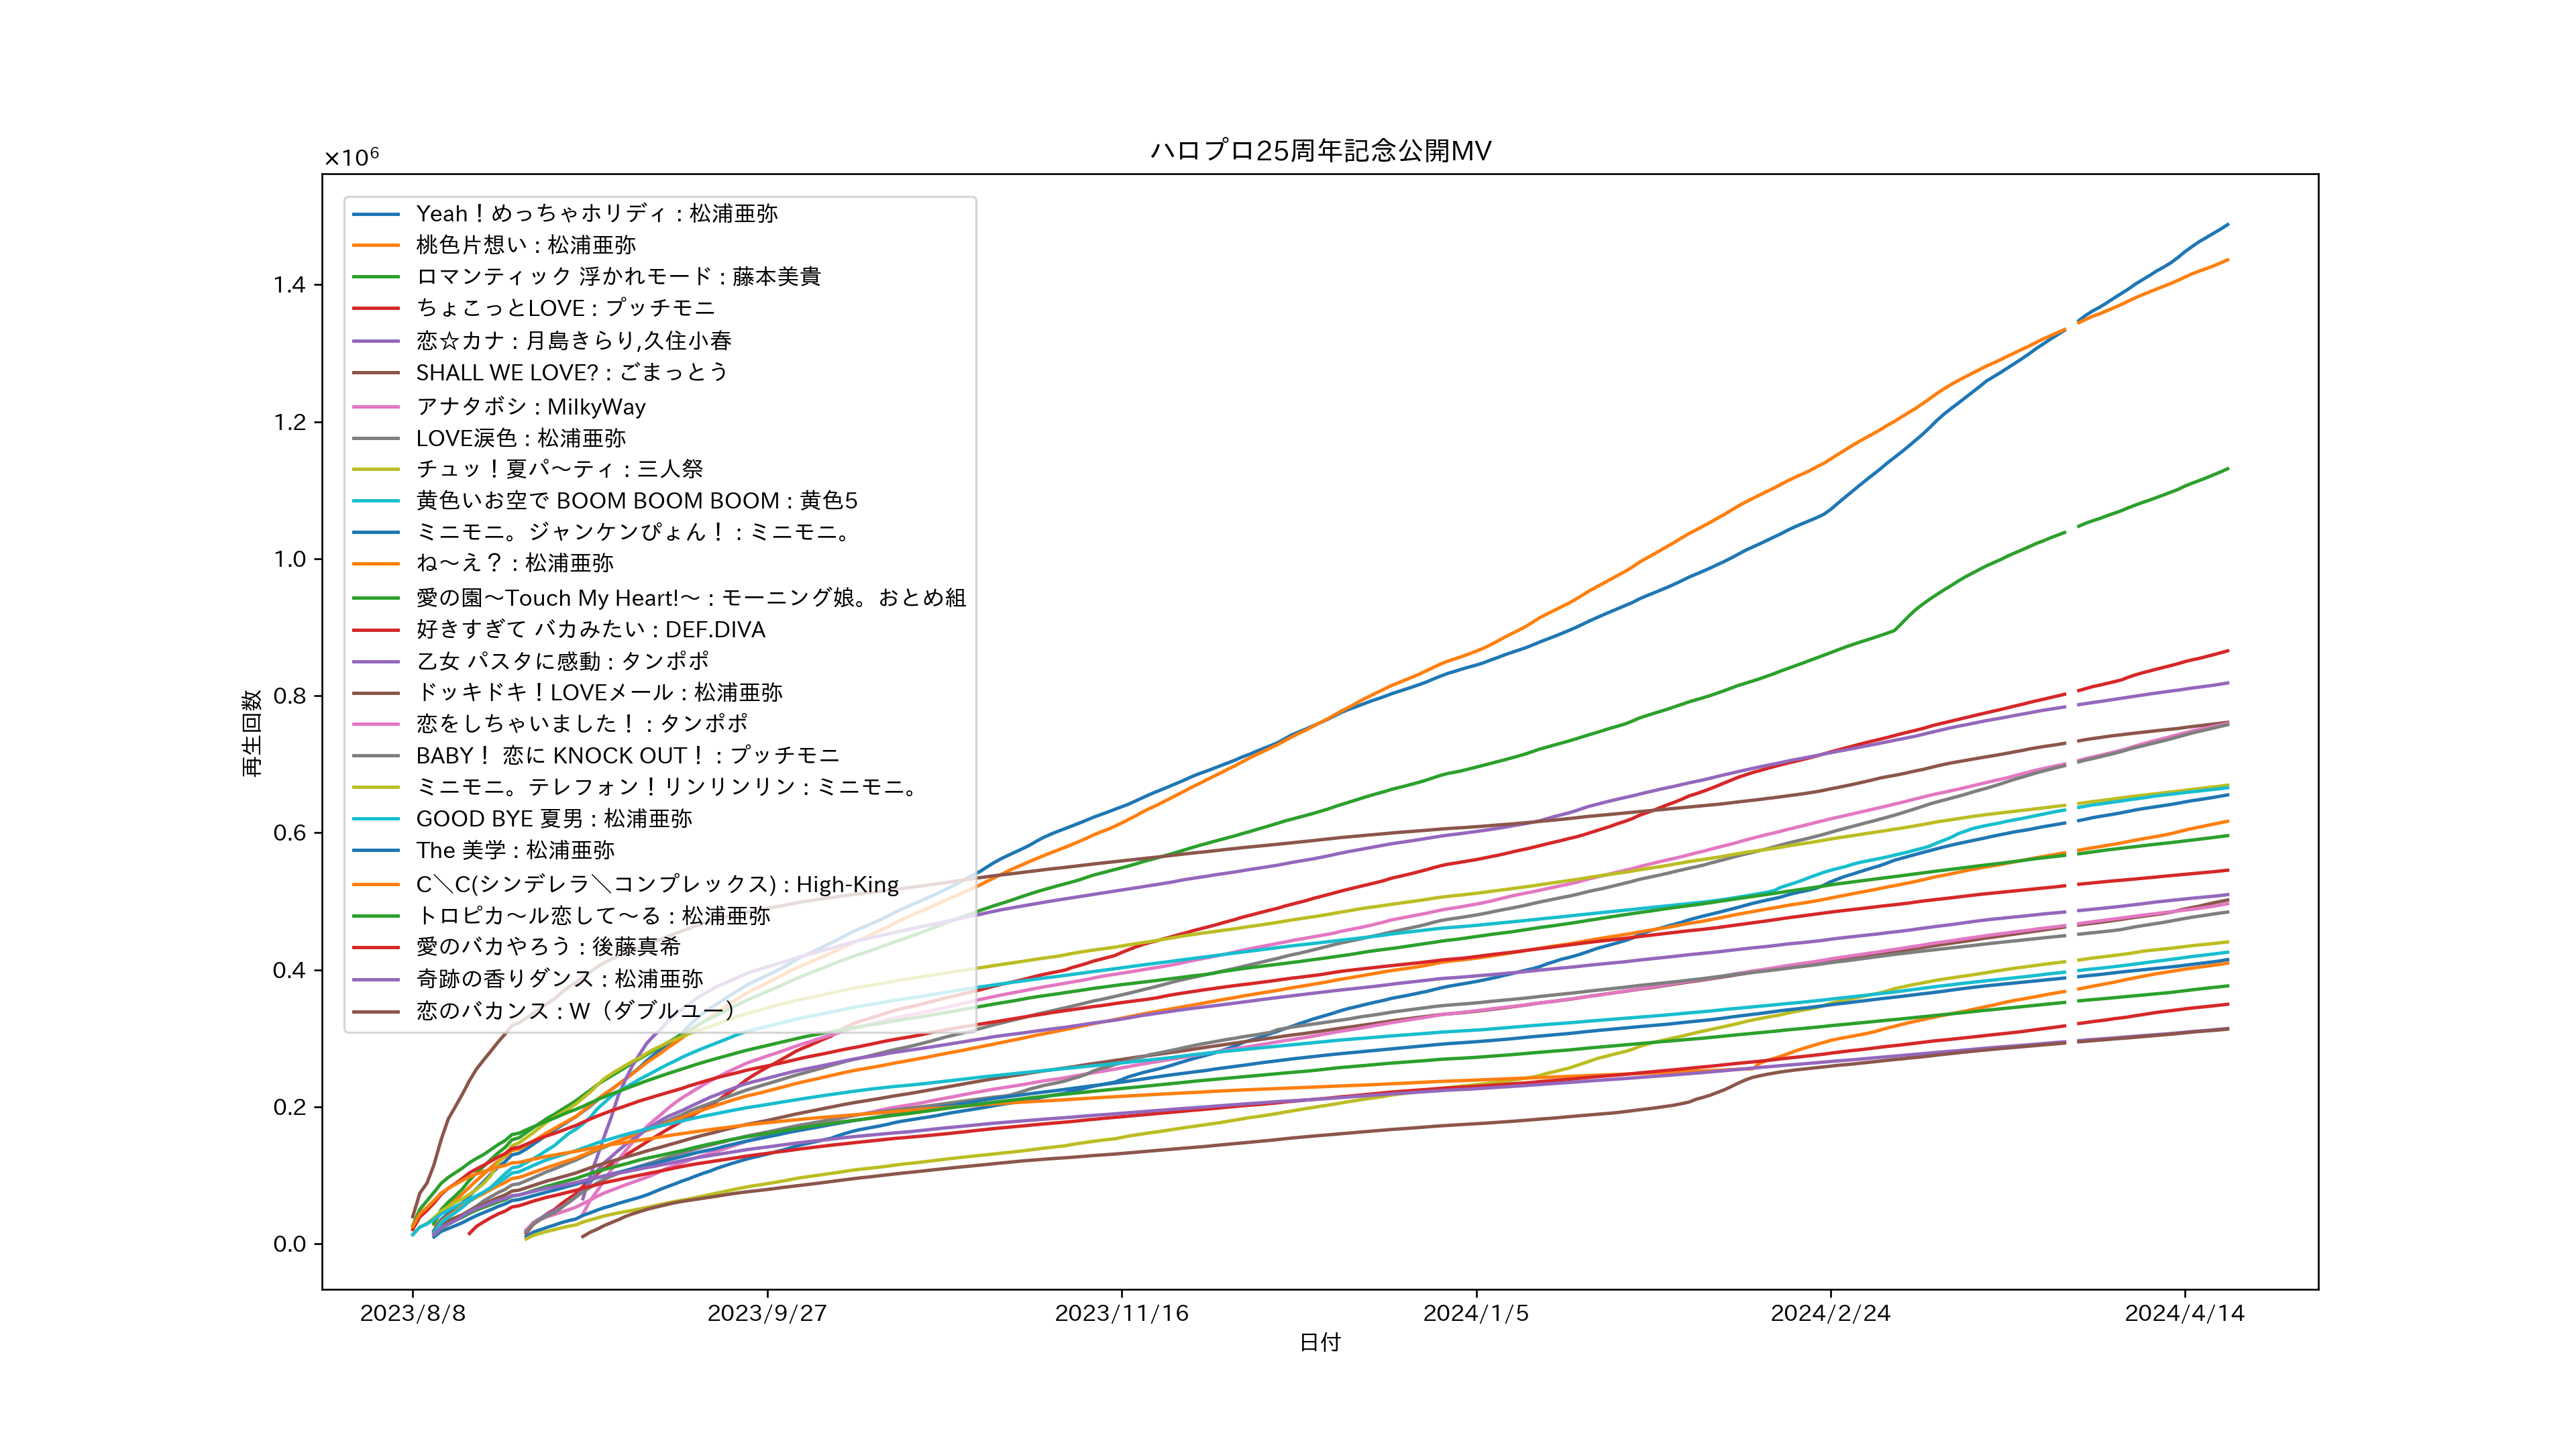 ハロプロ25周年記念公開MV
×10⁶
Yeah！めっちゃホリディ : 松浦亜弥
桃色片想い : 松浦亜弥
ロマンティック 浮かれモード : 藤本美貴
ちょこっとLOVE : プッチモニ
恋☆カナ : 月島きらり,久住小春
SHALL WE LOVE? : ごまっとう
アナタボシ : MilkyWay
LOVE涙色 : 松浦亜弥
チュッ！夏パ〜ティ : 三人祭
黄色いお空で BOOM BOOM BOOM : 黄色5
ミニモニ。ジャンケンぴょん！ : ミニモニ。
ね〜え？ : 松浦亜弥
愛の園〜Touch My Heart!〜 : モーニング娘。おとめ組
好きすぎて バカみたい : DEF.DIVA
乙女 パスタに感動 : タンポポ
ドッキドキ！LOVEメール : 松浦亜弥
恋をしちゃいました！ : タンポポ
BABY！ 恋に KNOCK OUT！ : プッチモニ
ミニモニ。テレフォン！リンリンリン : ミニモニ。
GOOD BYE 夏男 : 松浦亜弥
The 美学 : 松浦亜弥
C＼C(シンデレラ＼コンプレックス) : High-King
トロピカ〜ル恋して〜る : 松浦亜弥
愛のバカやろう : 後藤真希
奇跡の香りダンス : 松浦亜弥
恋のバカンス : W（ダブルユー）
1.4
1.2
1.0
0.8
0.6
0.4
0.2
0.0
再生回数
2023/8/8
2023/9/27
2023/11/16
2024/1/5
2024/2/24
2024/4/14
日付